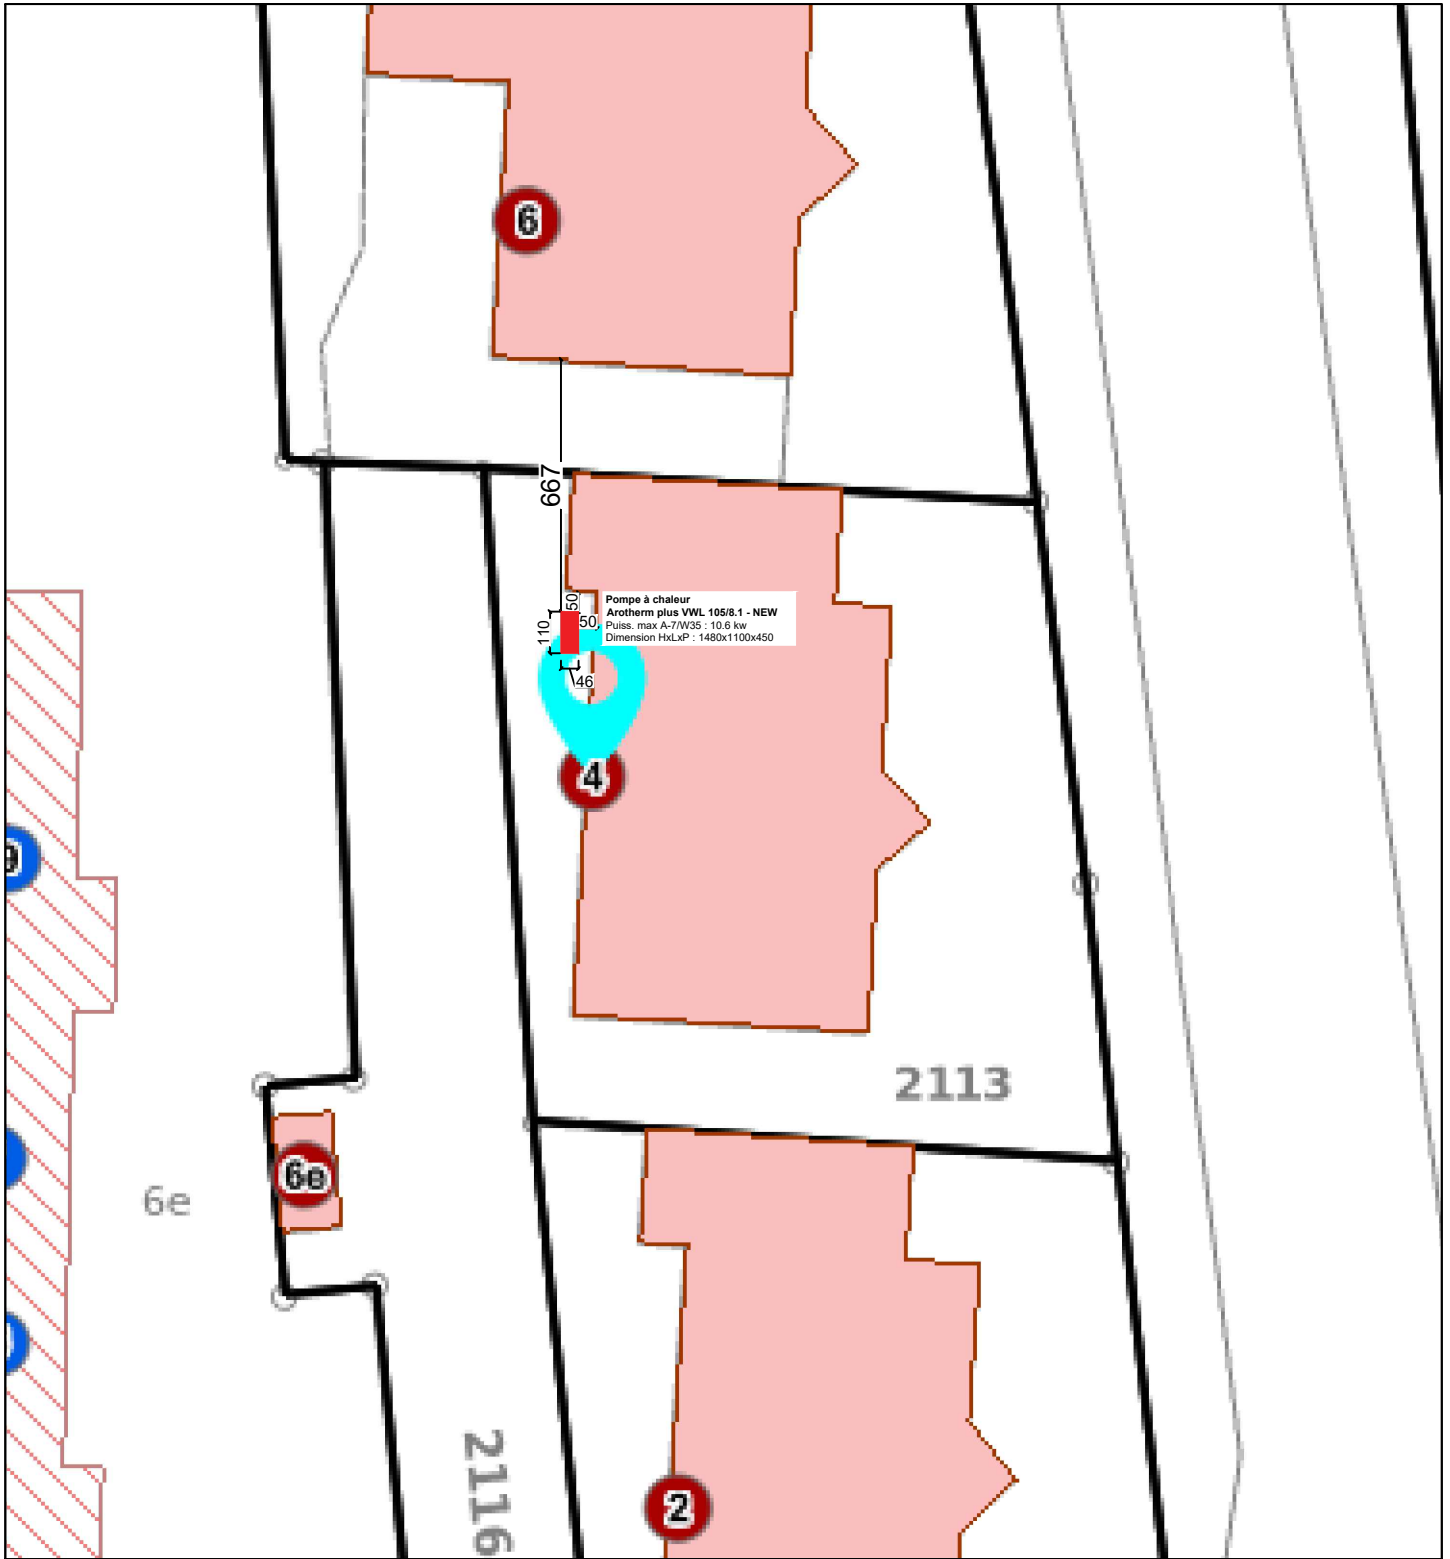 6
667
50
Pompe à chaleur
Arotherm plus VWL 105/8.1 - NEW
50
Puiss. max A-7/W35 : 10.6 kw
110
Dimension HxLxP : 1480x1100x450
46
4
9
2113
6e
6e
2116
2